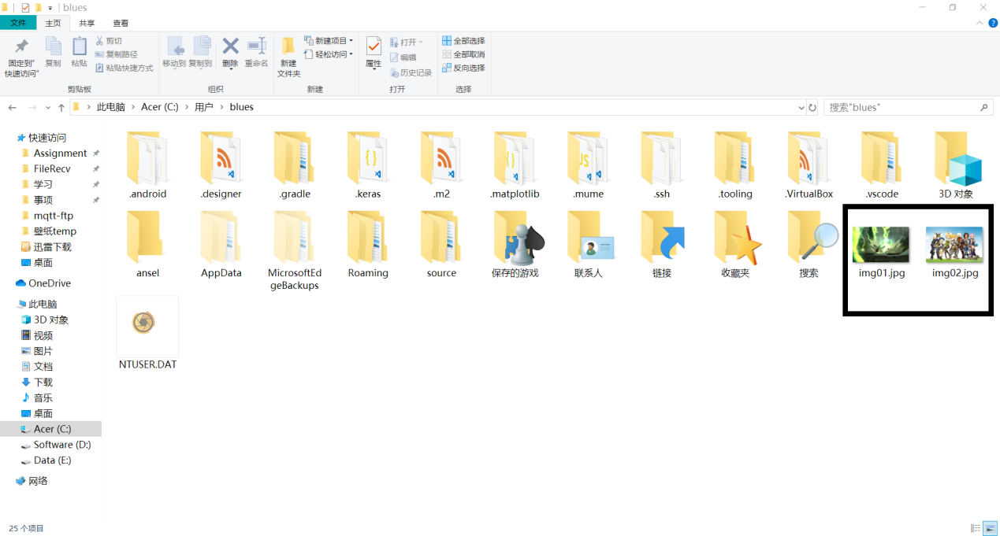 blues
文件 主页 共享 查看
固定到"
快速访问"
复制
粘贴
剪切
复制路径
粘贴快捷方式
剪贴板
移动到 复制到
删除 重命名
组织
新建
文件夹
新建项目
轻松访问
新建
属性
打开
编辑
历史记录
打开
全部选择
全部取消
反向选择
选择
此电脑 > Acer (C:) > 用户 > blues
搜索"blues"
快速访问
Assignment
FileRecv
学习
事项
mqtt-ftp
壁纸temp
迅雷下载
桌面
OneDrive
此电脑
3D 对象
视频
图片
文档
下载
音乐
桌面
Acer (C:)
Software (D:)
Data (E:)
网络
.android .designer .gradle .keras .m2 .matplotlib .mume .ssh .tooling .VirtualBox .vscode 3D 对象
ansel AppData MicrosoftEd
geBackups Roaming source 保存的游戏 联系人 链接 收藏夹 搜索 img01.jpg img02.jpg
NTUSER.DAT
25 个项目